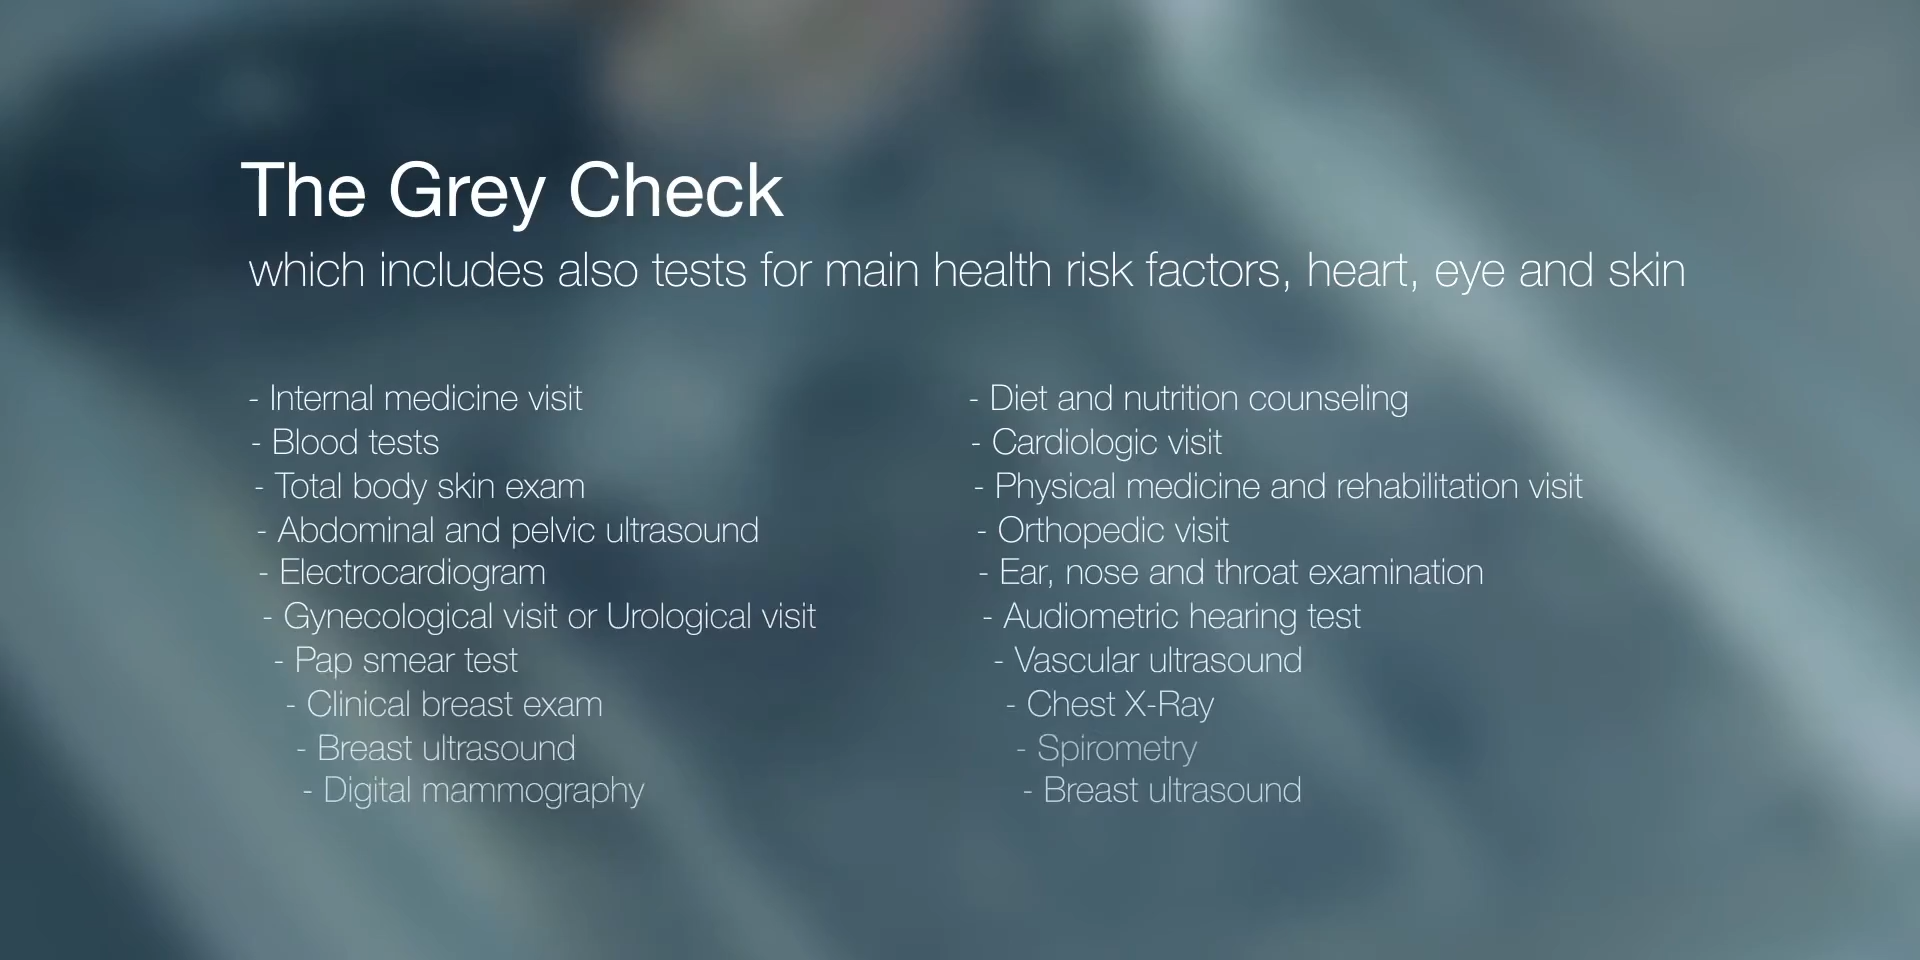 The Grey Check
which includes also tests for main health risk factors, heart, eye and skin
- Internal medicine visit
- Blood tests
- Total body skin exam
- Abdominal and pelvic ultrasound
- Electrocardiogram
- Gynecological visit or Urological visit
- Pap smear test
- Clinical breast exam
- Breast ultrasound
- Digital mammography
- Diet and nutrition counseling
- Cardiologic visit
- Physical medicine and rehabilitation visit
- Orthopedic visit
- Ear, nose and throat examination
- Audiometric hearing test
- Vascular ultrasound
- Chest X-Ray
- Spirometry
- Breast ultrasound